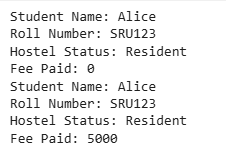 Student Name: Alice
Roll Number: SRU123
Hostel Status: Resident
Fee Paid: 0
Student Name: Alice
Roll Number: SRU123
Hostel Status: Resident
Fee Paid: 5000